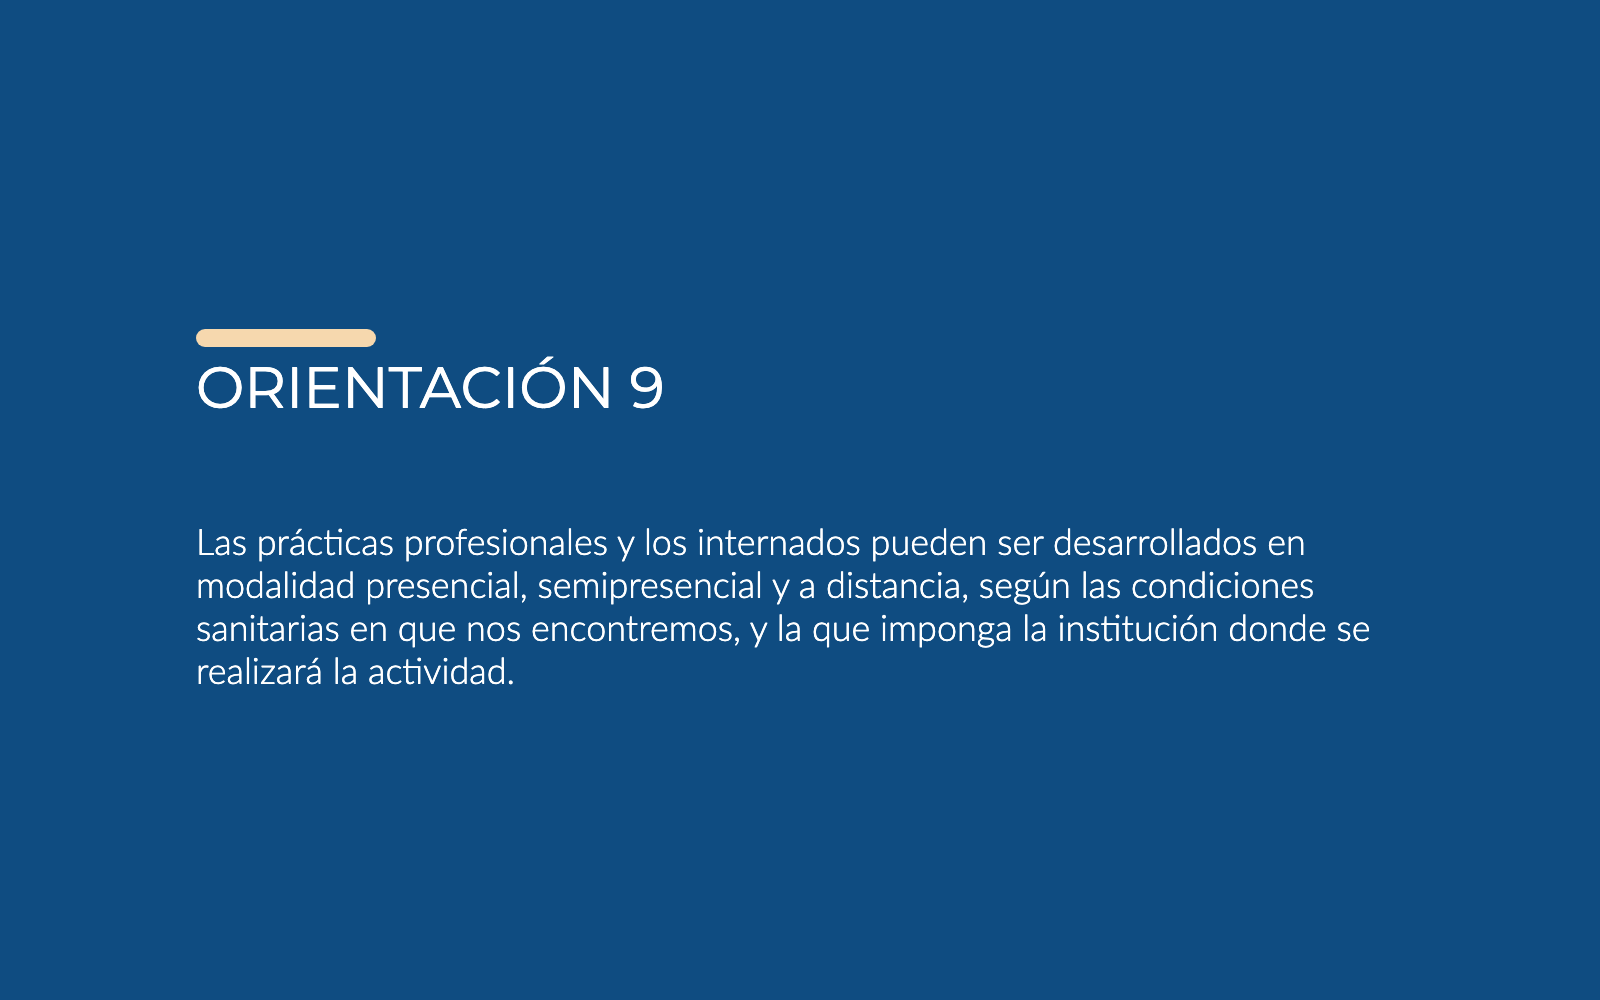 ORIENTACIÓN 9
Las prácticas profesionales y los internados pueden ser desarrollados en
modalidad presencial, semipresencial y a distancia, según las condiciones
sanitarias en que nos encontremos, y la que imponga la institución donde se
realizará la actividad.